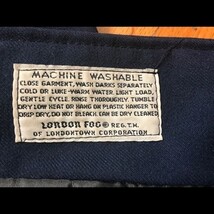 MACHINE WASHABLE
CLOSE GARMENT, WASH DARKS SEPARATELY
COLD OR LUKE-WARM WATER LIGHT LOAD,
GENTLE CYCLE, RINSE THOROUGHLY, TUMBLE
DRY LOW HEAT OR HANG ON PLASTIC HANGER TO
DRIP DRY, DO NOT BLEACH. CAN BE DRY CLEANED
LONDON FOG® REG. T.M.
OF LONDONTOWN CORPORATION.